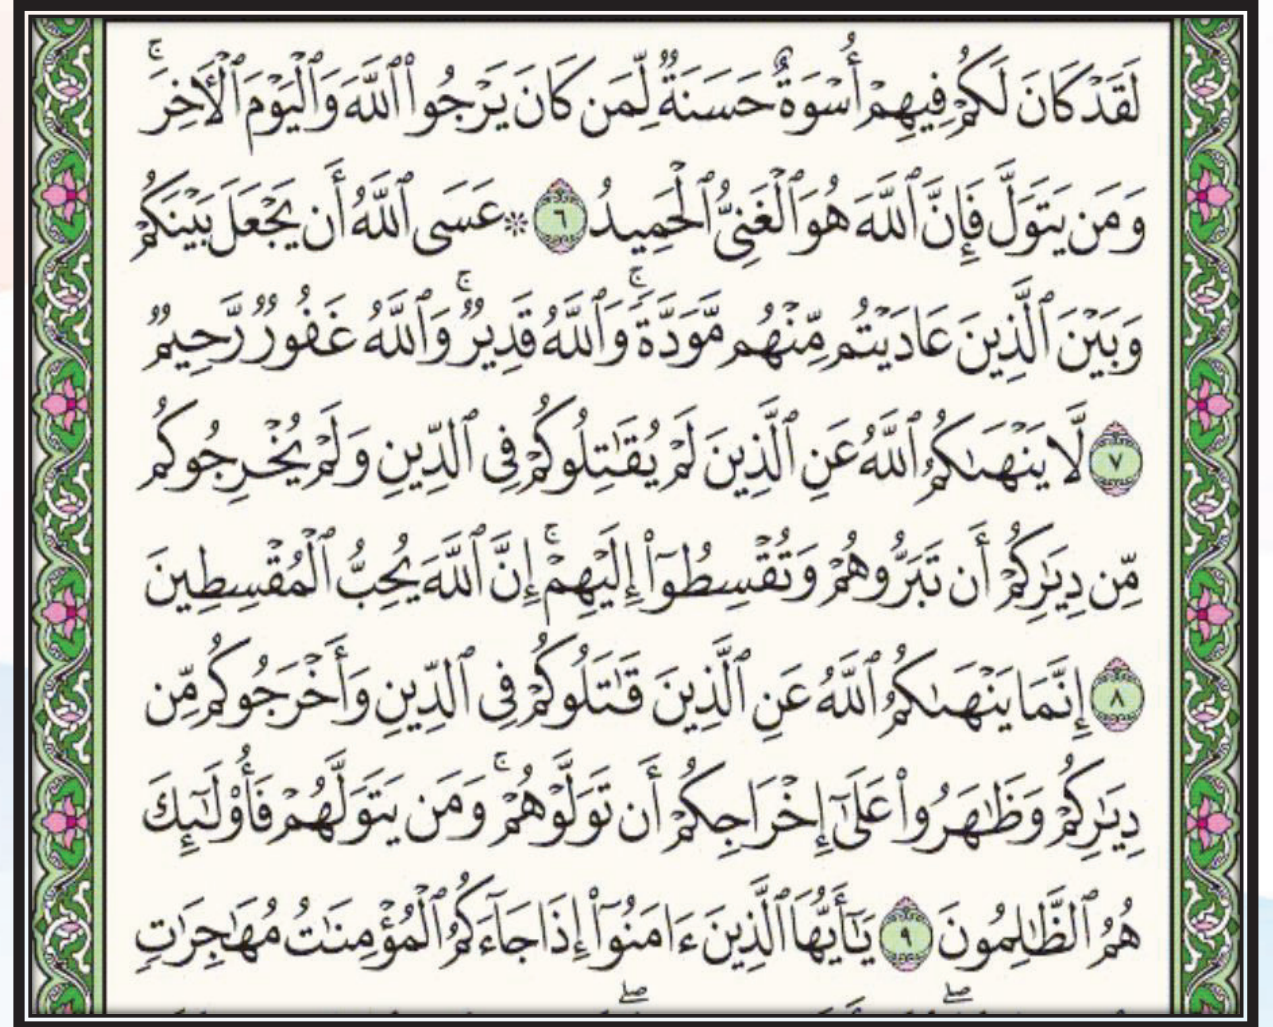 لَقَدْ كَانَ لَكُمْ فِيهِمْ أُسْوَةٌ حَسَنَةٌ لِّمَن كَانَ يَرْجُوا۟ ٱللَّهَ وَٱلْيَوْمَ ٱلْـَٔاخِرَ ۚ
وَمَن يَتَوَلَّ فَإِنَّ ٱللَّهَ هُوَ ٱلْغَنِىُّ ٱلْحَمِيدُ ٦ * عَسَى ٱللَّهُ أَن يَجْعَلَ بَيْنَكُمْ
وَبَيْنَ ٱلَّذِينَ عَادَيْتُم مِّنْهُم مَّوَدَّةً ۚ وَٱللَّهُ قَدِيرٌ ۚ وَٱللَّهُ غَفُورٌ رَّحِيمٌ
٧ لَّا يَنْهَىٰكُمُ ٱللَّهُ عَنِ ٱلَّذِينَ لَمْ يُقَـٰتِلُوكُمْ فِى ٱلدِّينِ وَلَمْ يُخْرِجُوكُم
مِّن دِيَـٰرِكُمْ أَن تَبَرُّوهُمْ وَتُقْسِطُوٓا۟ إِلَيْهِمْ ۚ إِنَّ ٱللَّهَ يُحِبُّ ٱلْمُقْسِطِينَ
٨ إِنَّمَا يَنْهَىٰكُمُ ٱللَّهُ عَنِ ٱلَّذِينَ قَـٰتَلُوكُمْ فِى ٱلدِّينِ وَأَخْرَجُوكُم مِّن
دِيَـٰرِكُمْ وَظَـٰهَرُوا۟ عَلَىٰٓ إِخْرَاجِكُمْ أَن تَوَلَّوْهُمْ ۚ وَمَن يَتَوَلَّهُمْ فَأُو۟لَـٰٓئِكَ
هُمُ ٱلظَّـٰلِمُونَ ٩ يَـٰٓأَيُّهَا ٱلَّذِينَ ءَامَنُوٓا۟ إِذَا جَآءَكُمُ ٱلْمُؤْمِنَـٰتُ مُهَـٰجِرَٰتٍ